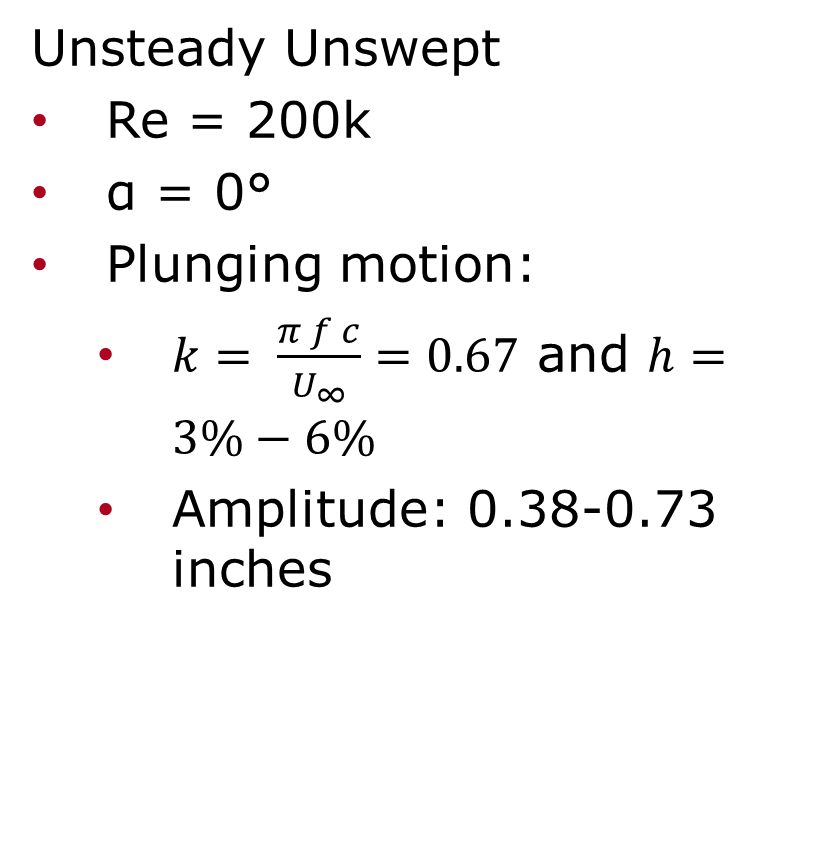 Unsteady Unswept
• Re = 200k
• ɑ = 0°
• Plunging motion:
• k = π f c / U∞ = 0.67 and h =
3% − 6%
• Amplitude: 0.38-0.73
inches